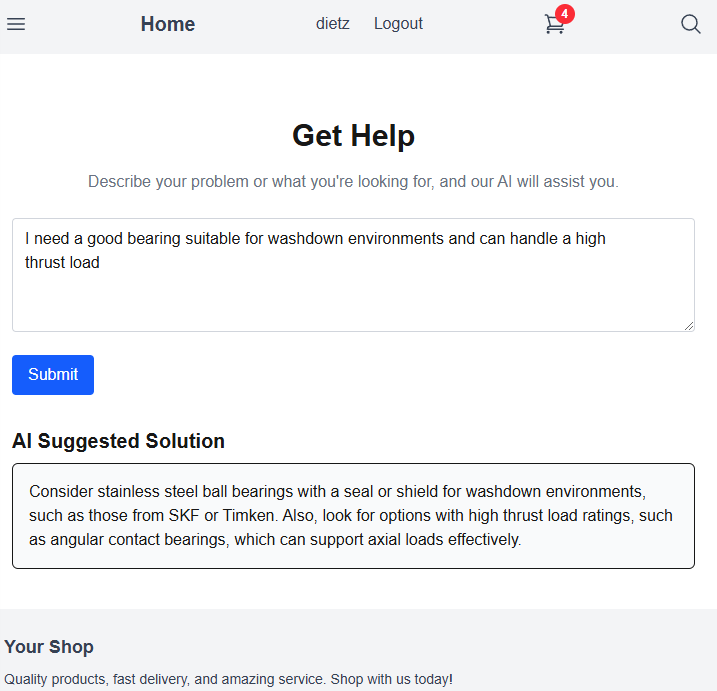 Home
dietz
Logout
4
Get Help
Describe your problem or what you're looking for, and our AI will assist you.
I need a good bearing suitable for washdown environments and can handle a high
thrust load
Submit
AI Suggested Solution
Consider stainless steel ball bearings with a seal or shield for washdown environments,
such as those from SKF or Timken. Also, look for options with high thrust load ratings, such
as angular contact bearings, which can support axial loads effectively.
Your Shop
Quality products, fast delivery, and amazing service. Shop with us today!